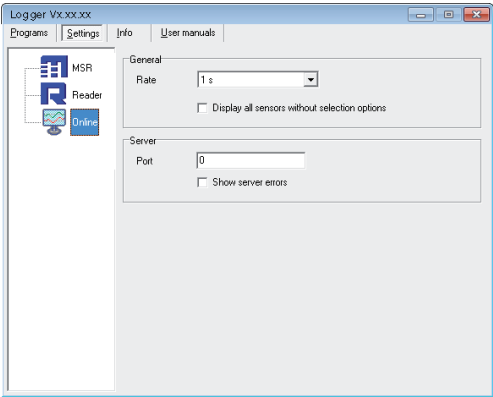 Logger Vx.xx.xx
Programs Settings Info User manuals
MSR
Reader
Online
General
Rate 1 s
Display all sensors without selection options
Server
Port 0
Show server errors